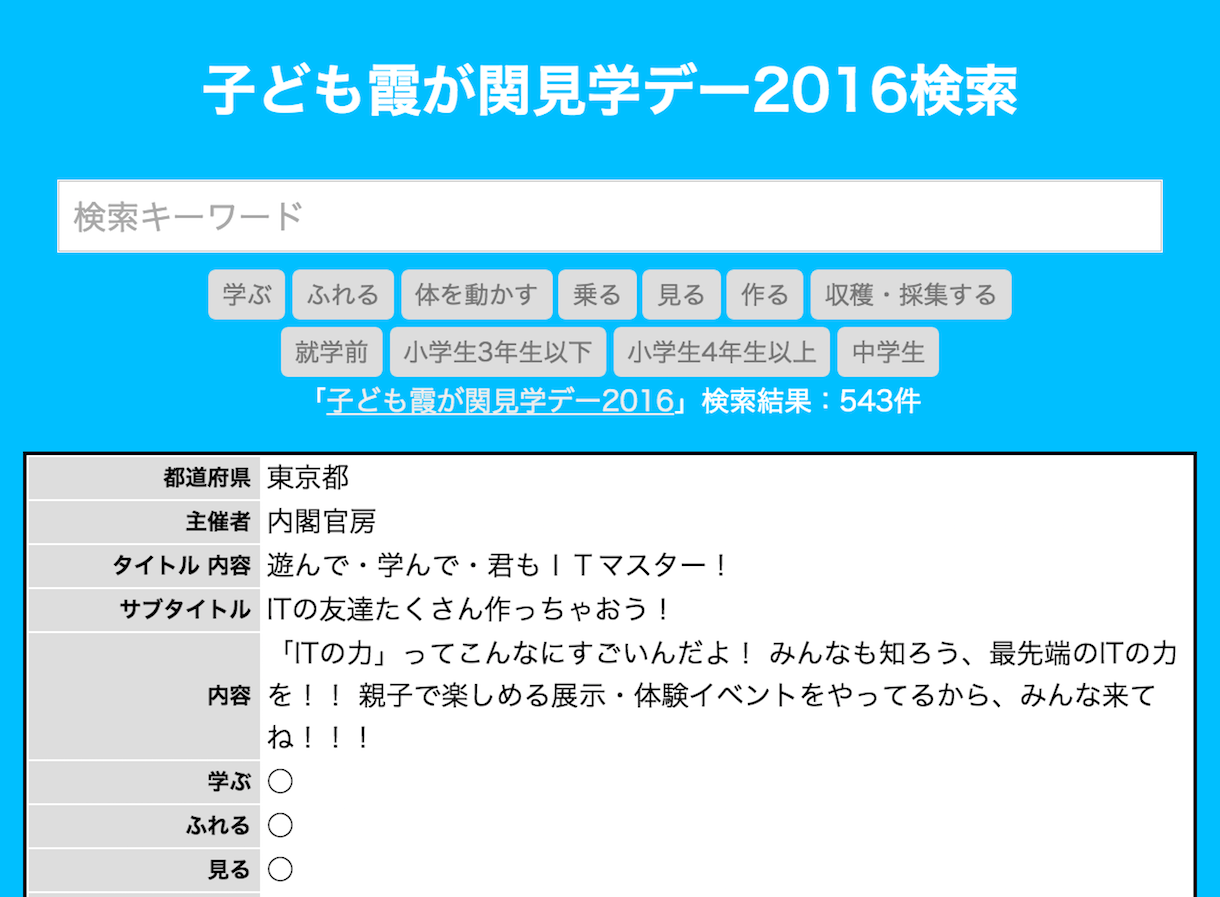 子ども霞が関見学デー2016検索
検索キーワード
学ぶ ふれる 体を動かす 乗る 見る 作る 収穫・採集する
就学前 小学生3年生以下 小学生4年生以上 中学生
「子ども霞が関見学デー2016」検索結果：543件
都道府県 東京都
主催者 内閣官房
タイトル 内容 遊んで・学んで・君もＩＴマスター！
サブタイトル ITの友達たくさん作っちゃおう！
内容 「ITの力」ってこんなにすごいんだよ！ みんなも知ろう、最先端のITの力
を！！ 親子で楽しめる展示・体験イベントをやってるから、みんな来て
ね！！！
学ぶ ◯
ふれる ◯
見る ◯